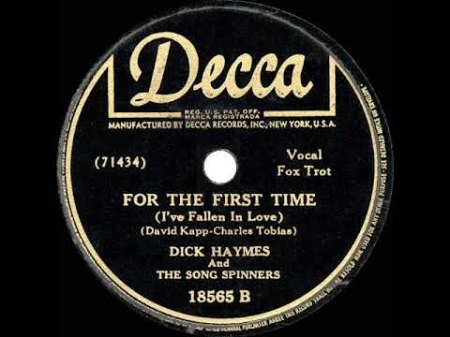 Decca
REG. U. S. PAT. OFF.
MARCA REGISTRADA
MANUFACTURED BY DECCA RECORDS, INC., NEW YORK, U. S. A.
(71434)
Vocal
Fox Trot
FOR THE FIRST TIME
(I've Fallen In Love)
(David Kapp-Charles Tobias)
DICK HAYMES
And
THE SONG SPINNERS
18565 B